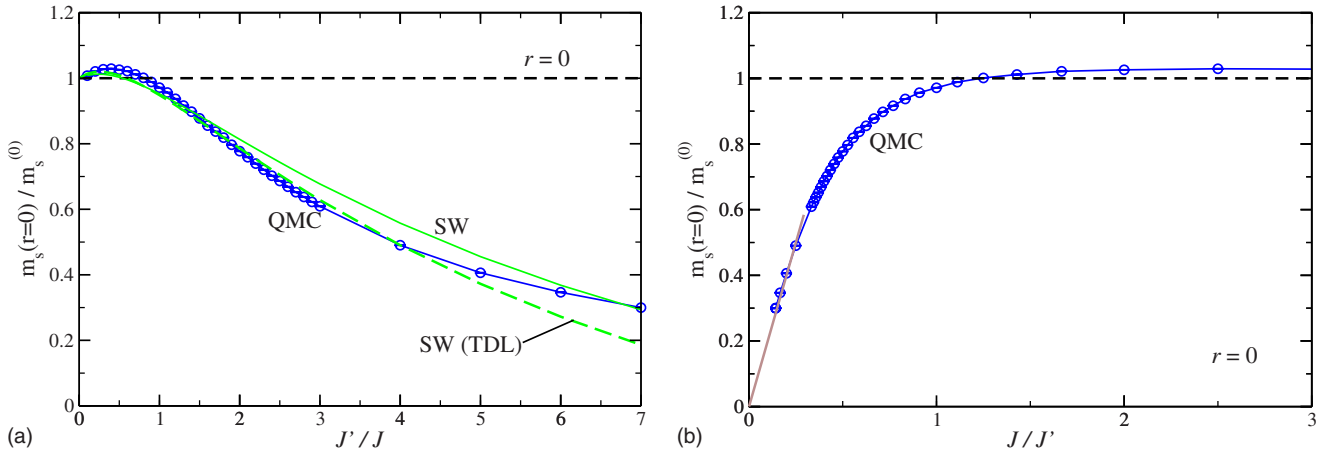 1.2
1
0.8
0.6
0.4
0.2
0
m_s(r=0) / m_s^(0)
r = 0
QMC
SW
SW (TDL)
0 1 2 3 4 5 6 7
J' / J
(a)
1.2
1
0.8
0.6
0.4
0.2
0
m_s(r=0) / m_s^(0)
QMC
r = 0
0 1 2 3
J / J'
(b)